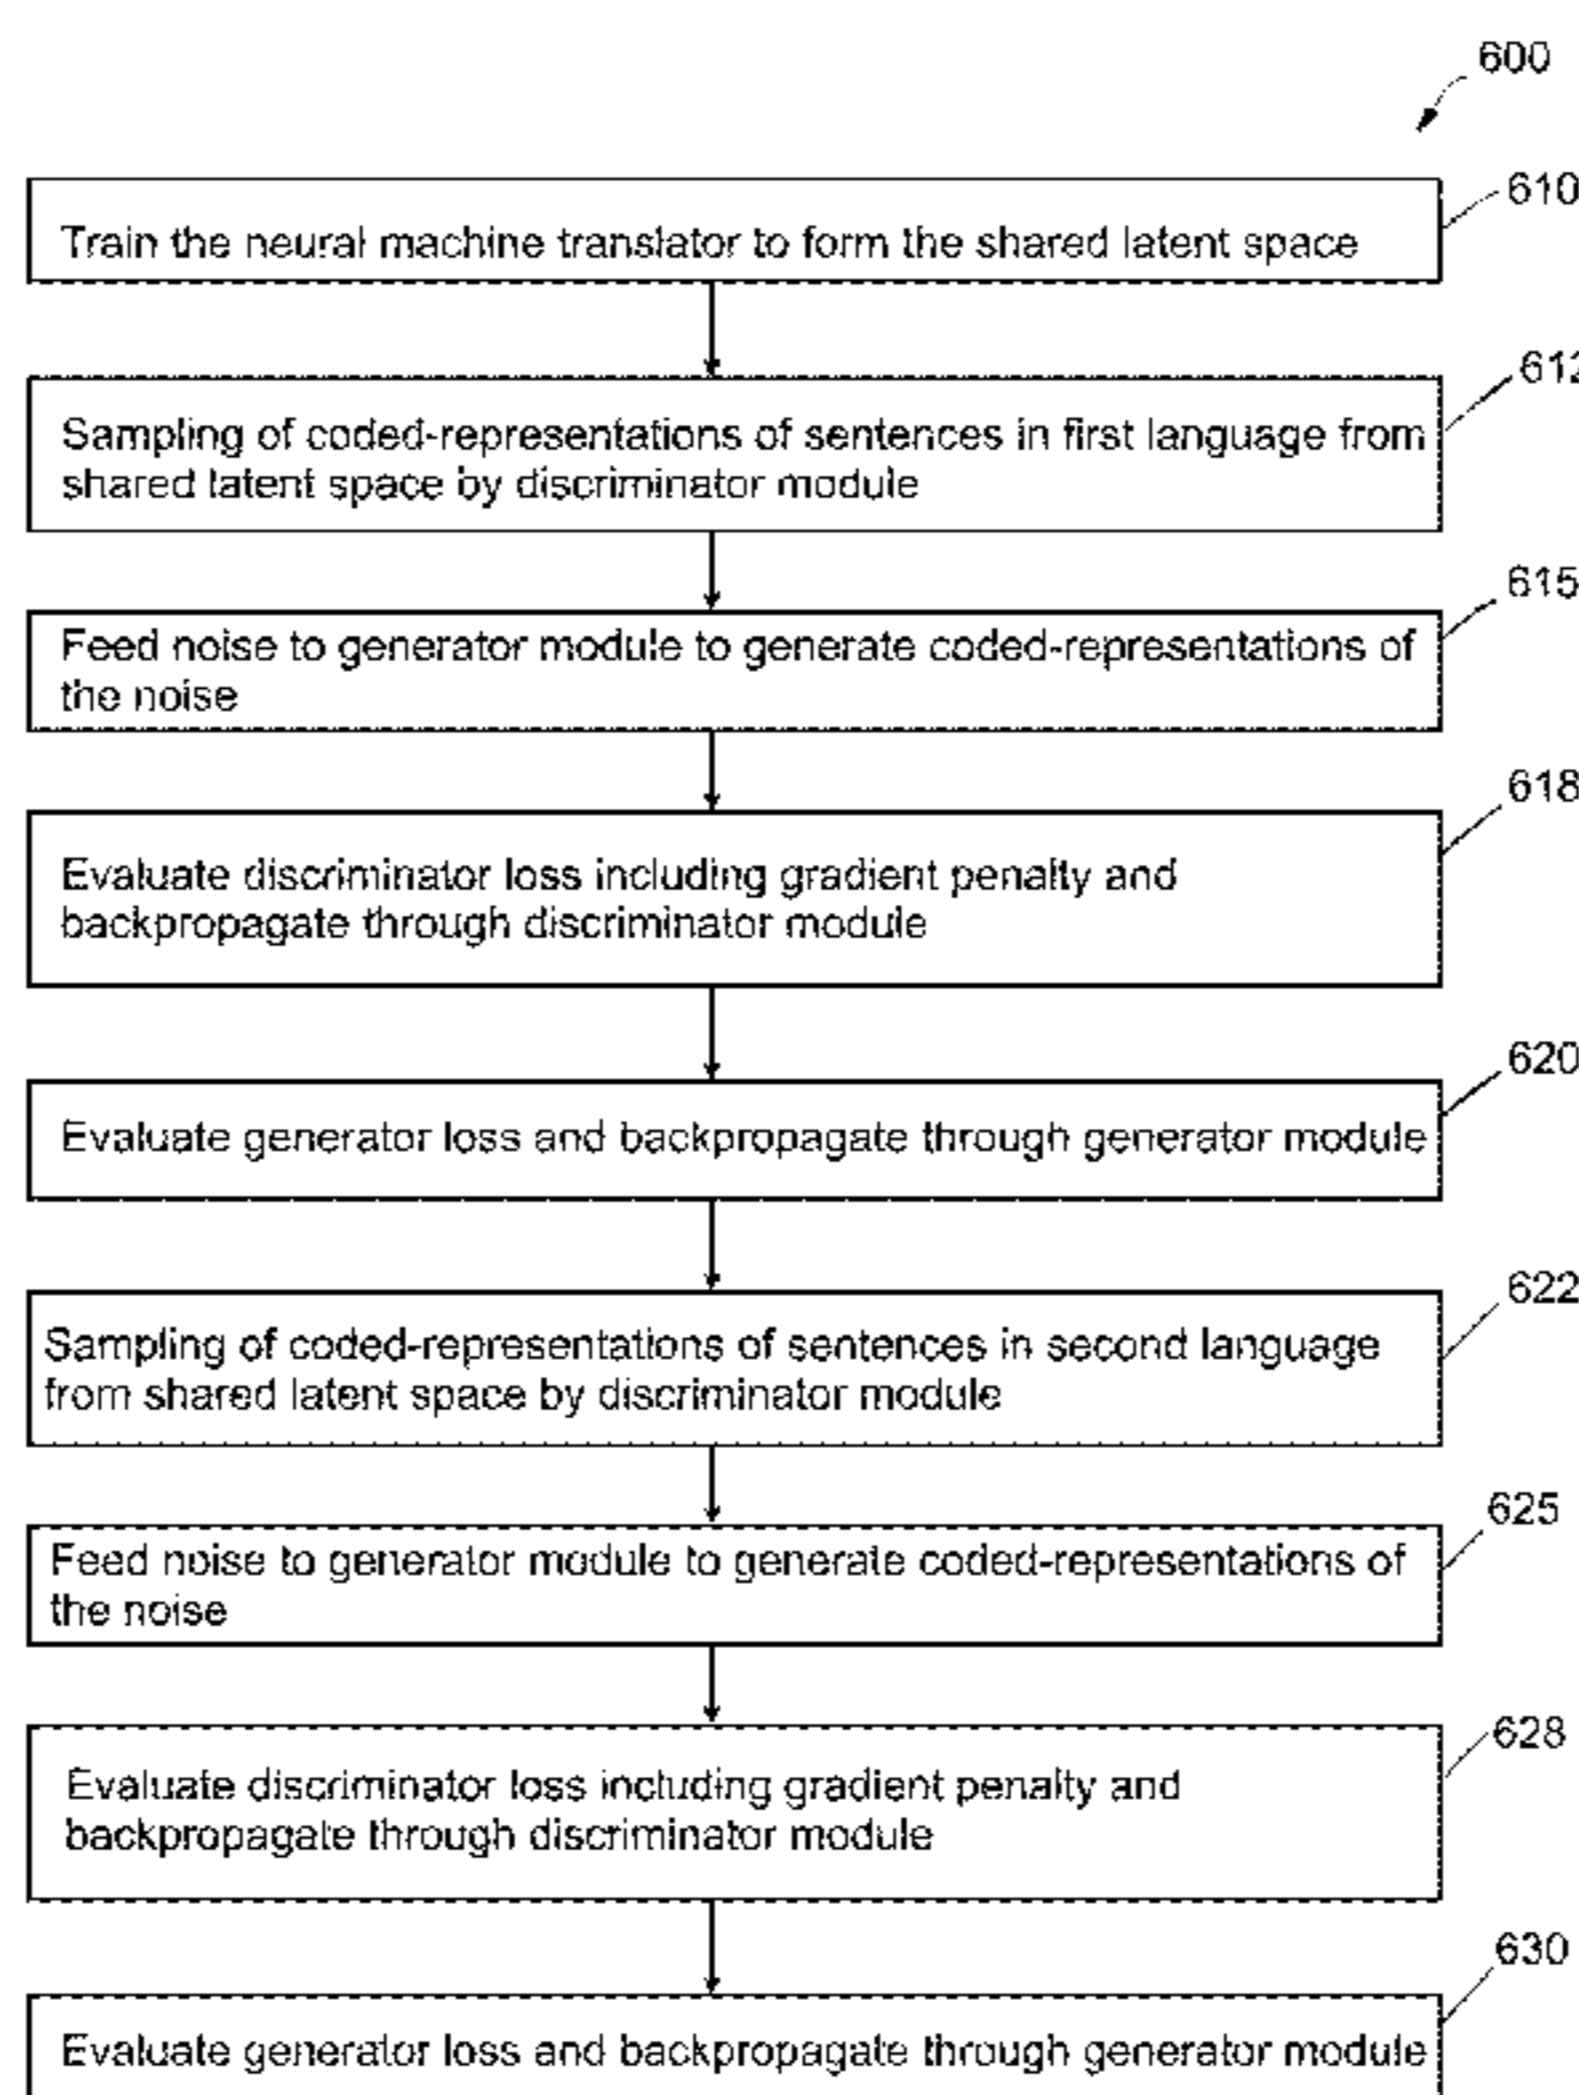 600
610
Train the neural machine translator to form the shared latent space
612
Sampling of coded-representations of sentences in first language from
shared latent space by discriminator module
615
Feed noise to generator module to generate coded-representations of
the noise
618
Evaluate discriminator loss including gradient penalty and
backpropagate through discriminator module
620
Evaluate generator loss and backpropagate through generator module
622
Sampling of coded-representations of sentences in second language
from shared latent space by discriminator module
625
Feed noise to generator module to generate coded-representations of
the noise
628
Evaluate discriminator loss including gradient penalty and
backpropagate through discriminator module
630
Evaluate generator loss and backpropagate through generator module